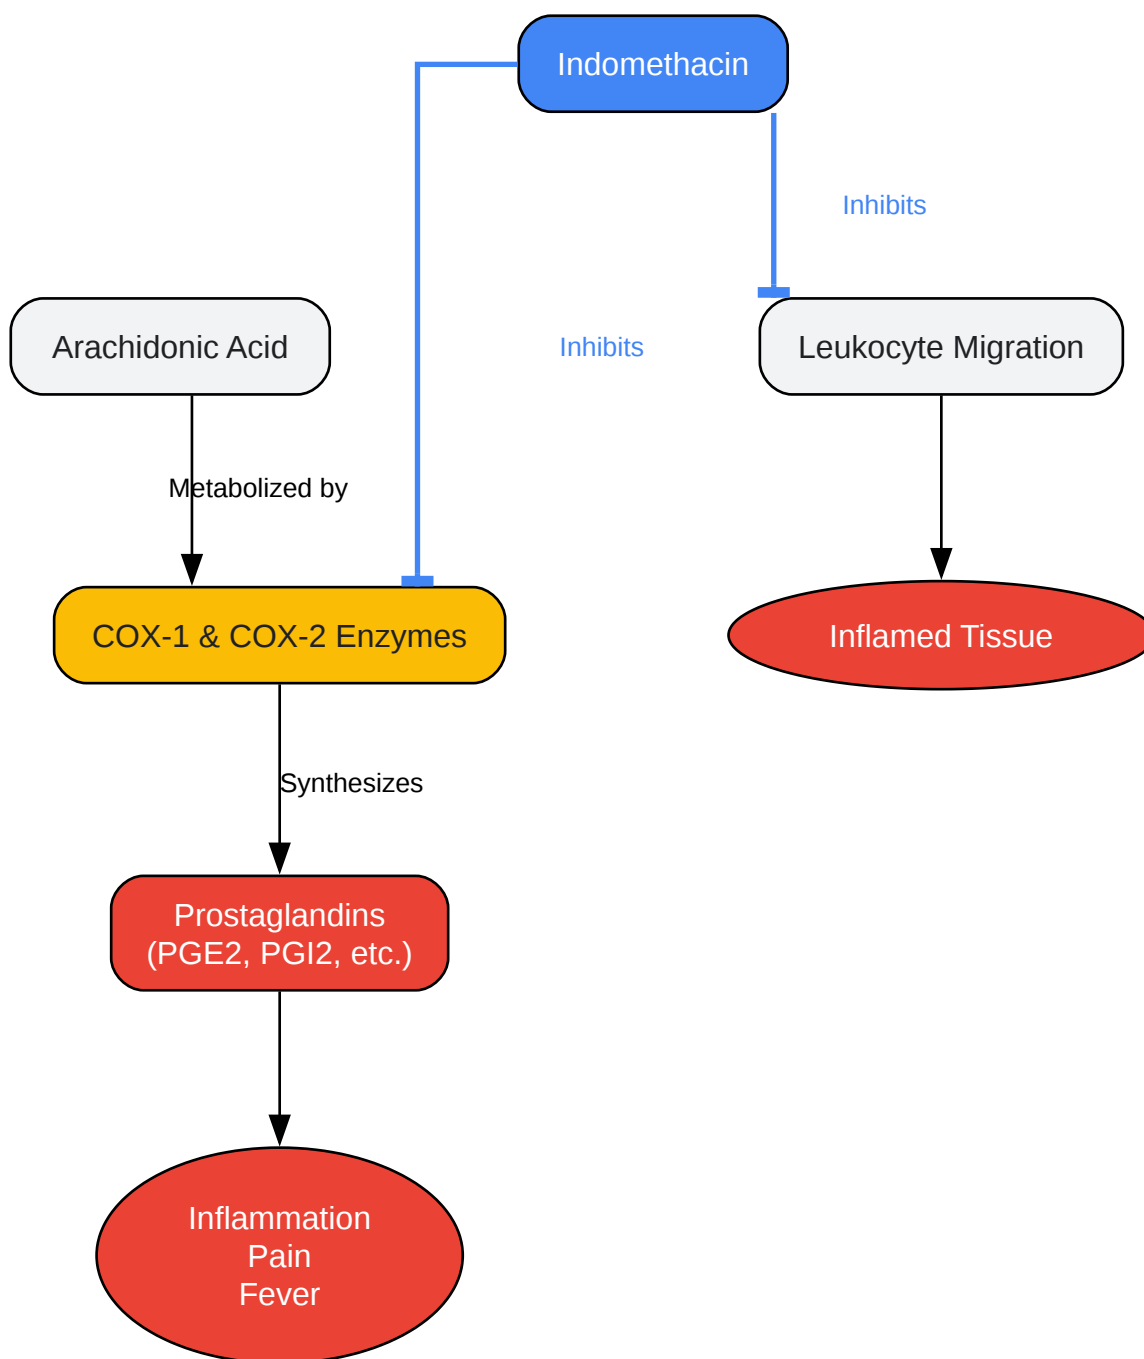 Indomethacin
Inhibits
Inhibits
Arachidonic Acid
Leukocyte Migration
Metabolized by
COX-1 & COX-2 Enzymes
Inflamed Tissue
Synthesizes
Prostaglandins
(PGE2, PGI2, etc.)
Inflammation
Pain
Fever